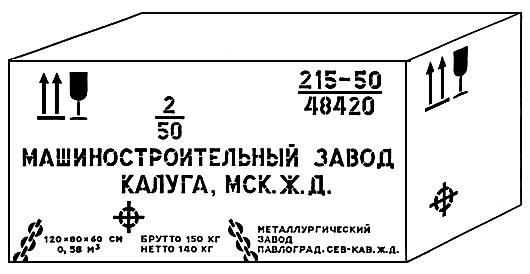 215-50
48420
2
50
МАШИНОСТРОИТЕЛЬНЫЙ ЗАВОД
КАЛУГА, МСК.Ж.Д.
120×80×60 СМ
0,58 М³
БРУТТО 150 КГ
НЕТТО 140 КГ
МЕТАЛЛУРГИЧЕСКИЙ
ЗАВОД
ПАВЛОГРАД.СЕВ-КАВ.Ж.Д.